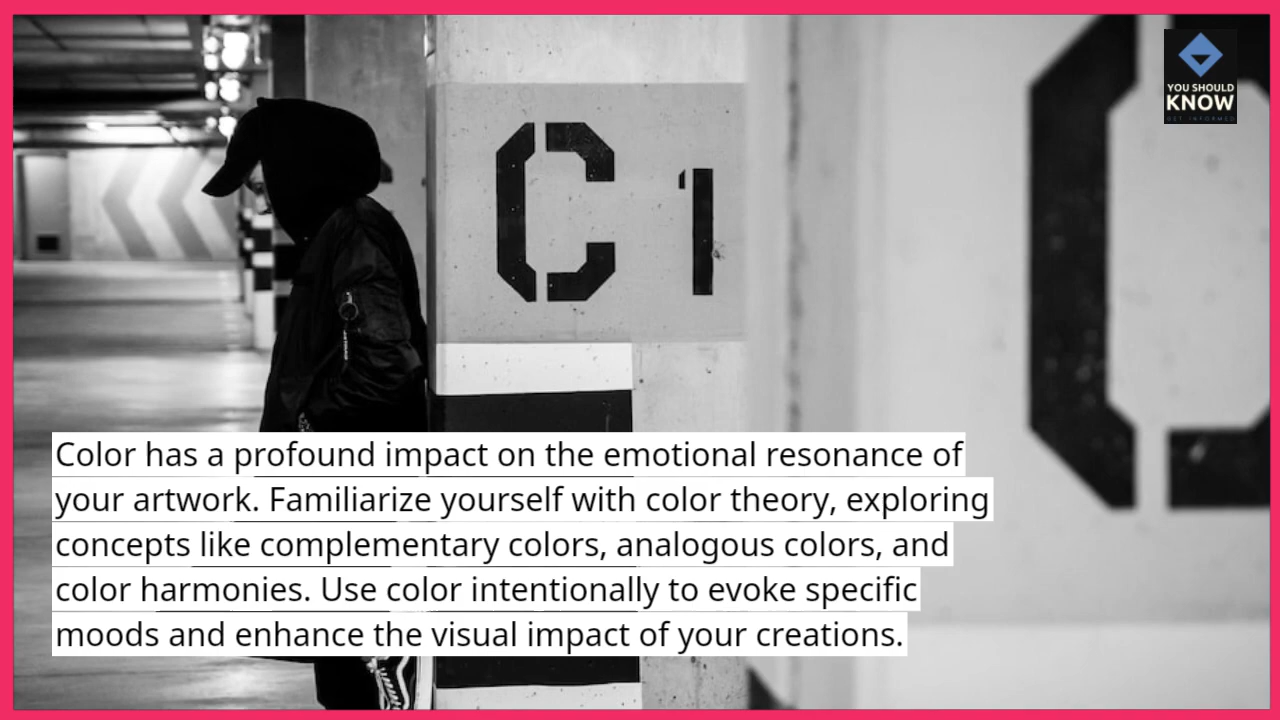 YOU SHOULD
KNOW
GET INFORMED
C1
Color has a profound impact on the emotional resonance of
your artwork. Familiarize yourself with color theory, exploring
concepts like complementary colors, analogous colors, and
color harmonies. Use color intentionally to evoke specific
moods and enhance the visual impact of your creations.